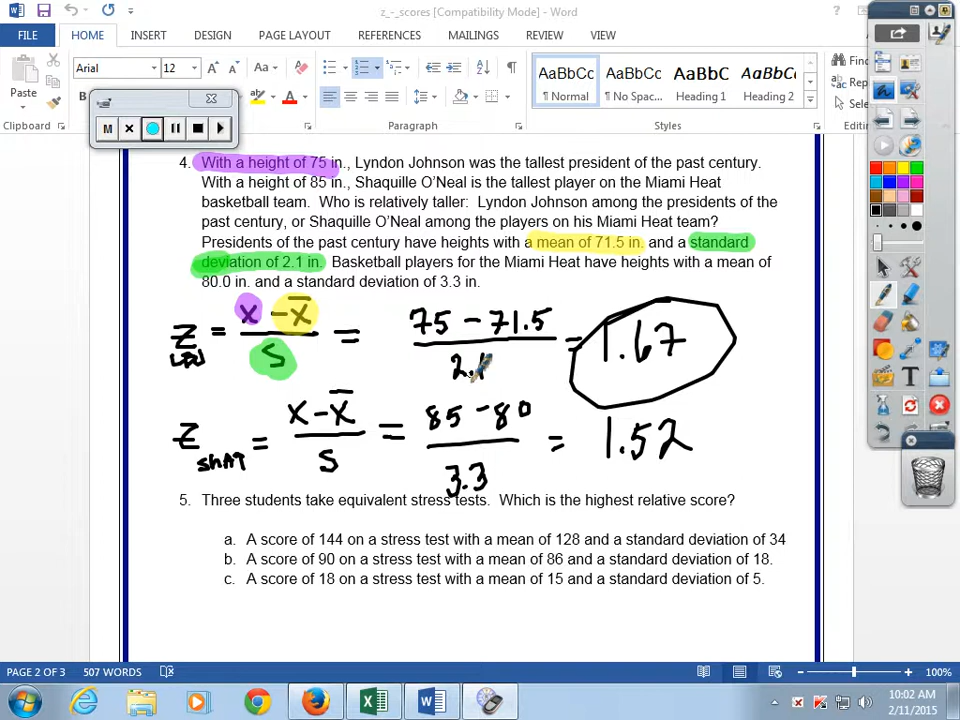 z_-_scores [Compatibility Mode] - Word
FILE HOME INSERT DESIGN PAGE LAYOUT REFERENCES MAILINGS REVIEW VIEW
Arial 12 Aa
AaBbCc AaBbCc AaBbC AaBbCc
¶ Normal ¶ No Spac... Heading 1 Heading 2
Find
Rep
Sele
Paste
B
M
Clipboard Paragraph Styles
4. With a height of 75 in., Lyndon Johnson was the tallest president of the past century.
With a height of 85 in., Shaquille O'Neal is the tallest player on the Miami Heat
basketball team. Who is relatively taller: Lyndon Johnson among the presidents of the
past century, or Shaquille O'Neal among the players on his Miami Heat team?
Presidents of the past century have heights with a mean of 71.5 in. and a standard
deviation of 2.1 in. Basketball players for the Miami Heat have heights with a mean of
80.0 in. and a standard deviation of 3.3 in.
x - x̅ 75 - 71.5
z = = = 1.67
S 2.1
x - x̅ 85 - 80
z SHAQ = = = 1.52
S 3.3
5. Three students take equivalent stress tests. Which is the highest relative score?
a. A score of 144 on a stress test with a mean of 128 and a standard deviation of 34
b. A score of 90 on a stress test with a mean of 86 and a standard deviation of 18.
c. A score of 18 on a stress test with a mean of 15 and a standard deviation of 5.
PAGE 2 OF 3 507 WORDS 100%
10:02 AM
2/11/2015